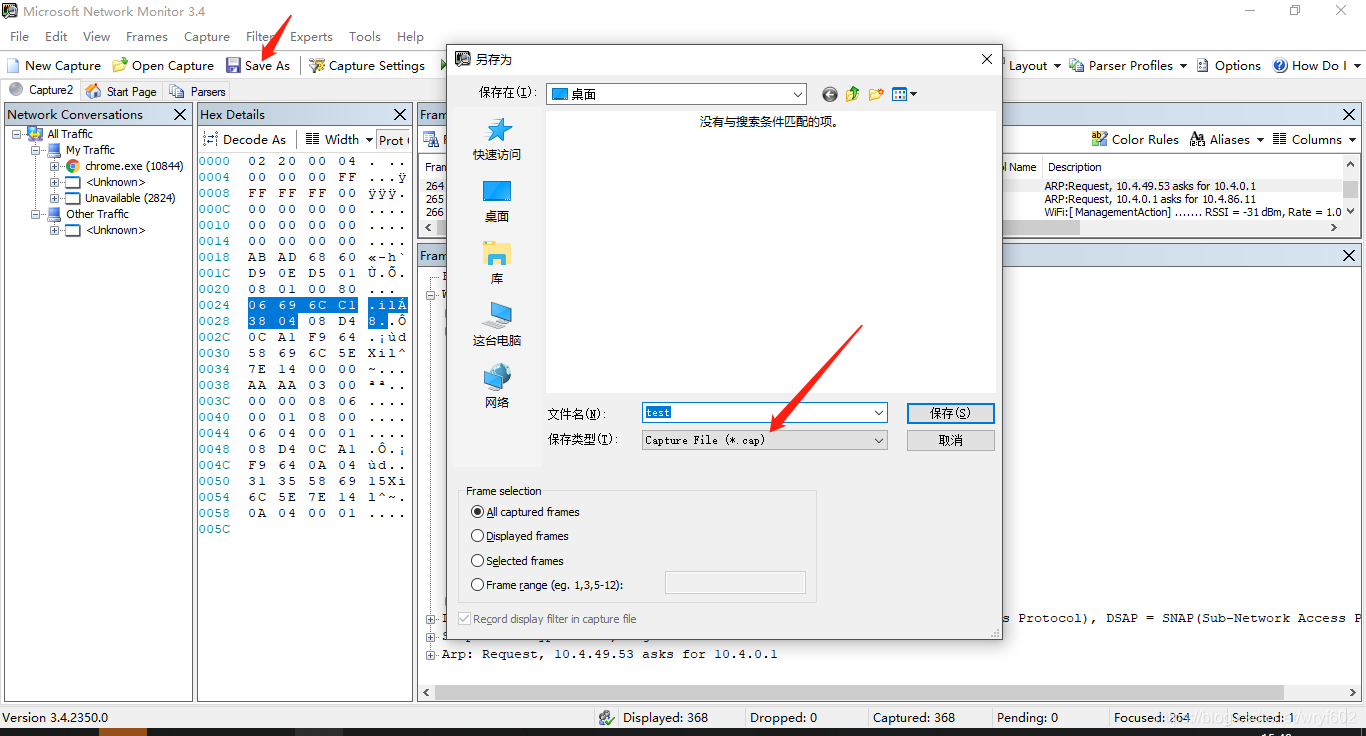 Microsoft Network Monitor 3.4
File Edit View Frames Capture Filter Experts Tools Help
New Capture Open Capture Save As Capture Settings Layout Parser Profiles Options How Do I
Capture2 Start Page Parsers
Network Conversations
All Traffic
My Traffic
chrome.exe (10844)
<Unknown>
Unavailable (2824)
Other Traffic
<Unknown>
Hex Details
Decode As Width Prot
0000 02 20 00 04 . ...
0004 00 00 00 FF ...ÿ
0008 FF FF FF 00 ÿÿÿ.
000C 00 00 00 00 ....
0010 00 00 00 00 ....
0014 00 00 00 00 ....
0018 AB AD 68 60 «-h`
001C D9 0E D5 01 Ù.Õ.
0020 08 01 00 80 ...
0024 06 69 6C C1 .ilÁ
0028 38 04 08 D4 8..Ô
002C 0C A1 F9 64 .¡ùd
0030 58 69 6C 5E Xil^
0034 7E 14 00 00 ~...
0038 AA AA 03 00 ªª..
003C 00 00 08 06 ....
0040 00 01 08 00 ....
0044 06 04 00 01 ....
0048 08 D4 0C A1 .Ô.¡
004C F9 64 0A 04 ùd..
0050 31 35 58 69 15Xi
0054 6C 5E 7E 14 l^~.
0058 0A 04 00 01 ....
005C
Fram
Color Rules Aliases Columns
Fram
ol Name Description
264 ARP:Request, 10.4.49.53 asks for 10.4.0.1
265 ARP:Request, 10.4.0.1 asks for 10.4.86.11
266 WiFi:[ ManagementAction] ....... RSSI = -31 dBm, Rate = 1.0
Fram
另存为
保存在(I):
桌面
没有与搜索条件匹配的项。
快速访问
桌面
库
这台电脑
网络
文件名(N):
test
保存(S)
保存类型(T):
Capture File (*.cap)
取消
Frame selection
All captured frames
Displayed frames
Selected frames
Frame range (eg. 1,3,5-12):
Record display filter in capture file
s Protocol), DSAP = SNAP(Sub-Network Access P
Arp: Request, 10.4.49.53 asks for 10.4.0.1
Version 3.4.2350.0
Displayed: 368 Dropped: 0 Captured: 368 Pending: 0 Focused: 264 Selected: 1